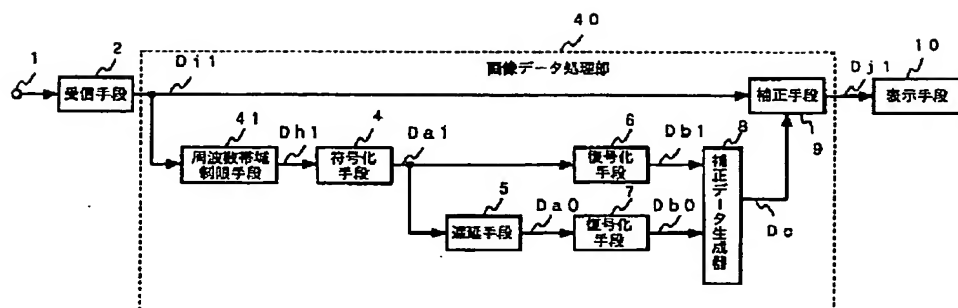 40
1
2
受信手段
Di1
画像データ処理部
補正手段
9
Dj1
10
表示手段
41
周波数帯域
制限手段
Dh1
4
符号化
手段
Da1
6
復号化
手段
Db1
8
補正データ生成器
Dc
5
遅延手段
Da0
7
復号化
手段
Db0